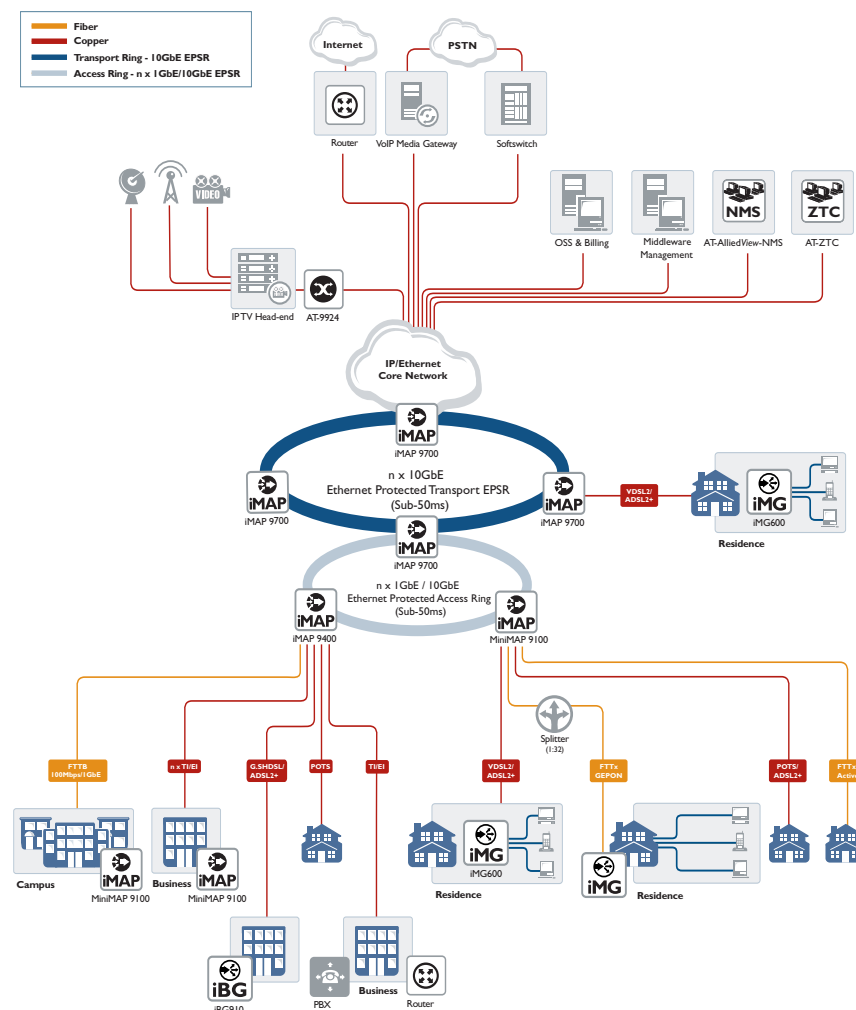 Fiber
Copper
Transport Ring - 10GbE EPSR
Access Ring - n x 1GbE/10GbE EPSR
Internet
PSTN
Router
VoIP Media Gateway
Softswitch
VIDEO
NMS
ZTC
OSS & Billing
Middleware
Management
AT-AlliedView-NMS
AT-ZTC
IPTV Head-end
AT-9924
IP/Ethernet
Core Network
iMAP
iMAP 9700
n x 10GbE
Ethernet Protected Transport EPSR
(Sub-50ms)
iMAP
iMAP 9700
iMAP
iMAP 9700
VDSL2/
ADSL2+
iMG
iMG600
Residence
iMAP
iMAP 9700
n x 1GbE / 10GbE
Ethernet Protected Access Ring
(Sub-50ms)
iMAP
iMAP 9400
iMAP
MiniMAP 9100
Splitter
(1:32)
FTTB
100Mbps/1GbE
n x T1/E1
G.SHDSL/
ADSL2+
POTS
T1/E1
VDSL2/
ADSL2+
FTTx
GEPON
POTS/
ADSL2+
FTTx
Active
Campus
iMAP
MiniMAP 9100
Business
iMAP
MiniMAP 9100
iMG
iMG600
Residence
iMG
Residence
iBG
iBG910
PBX
Business
Router